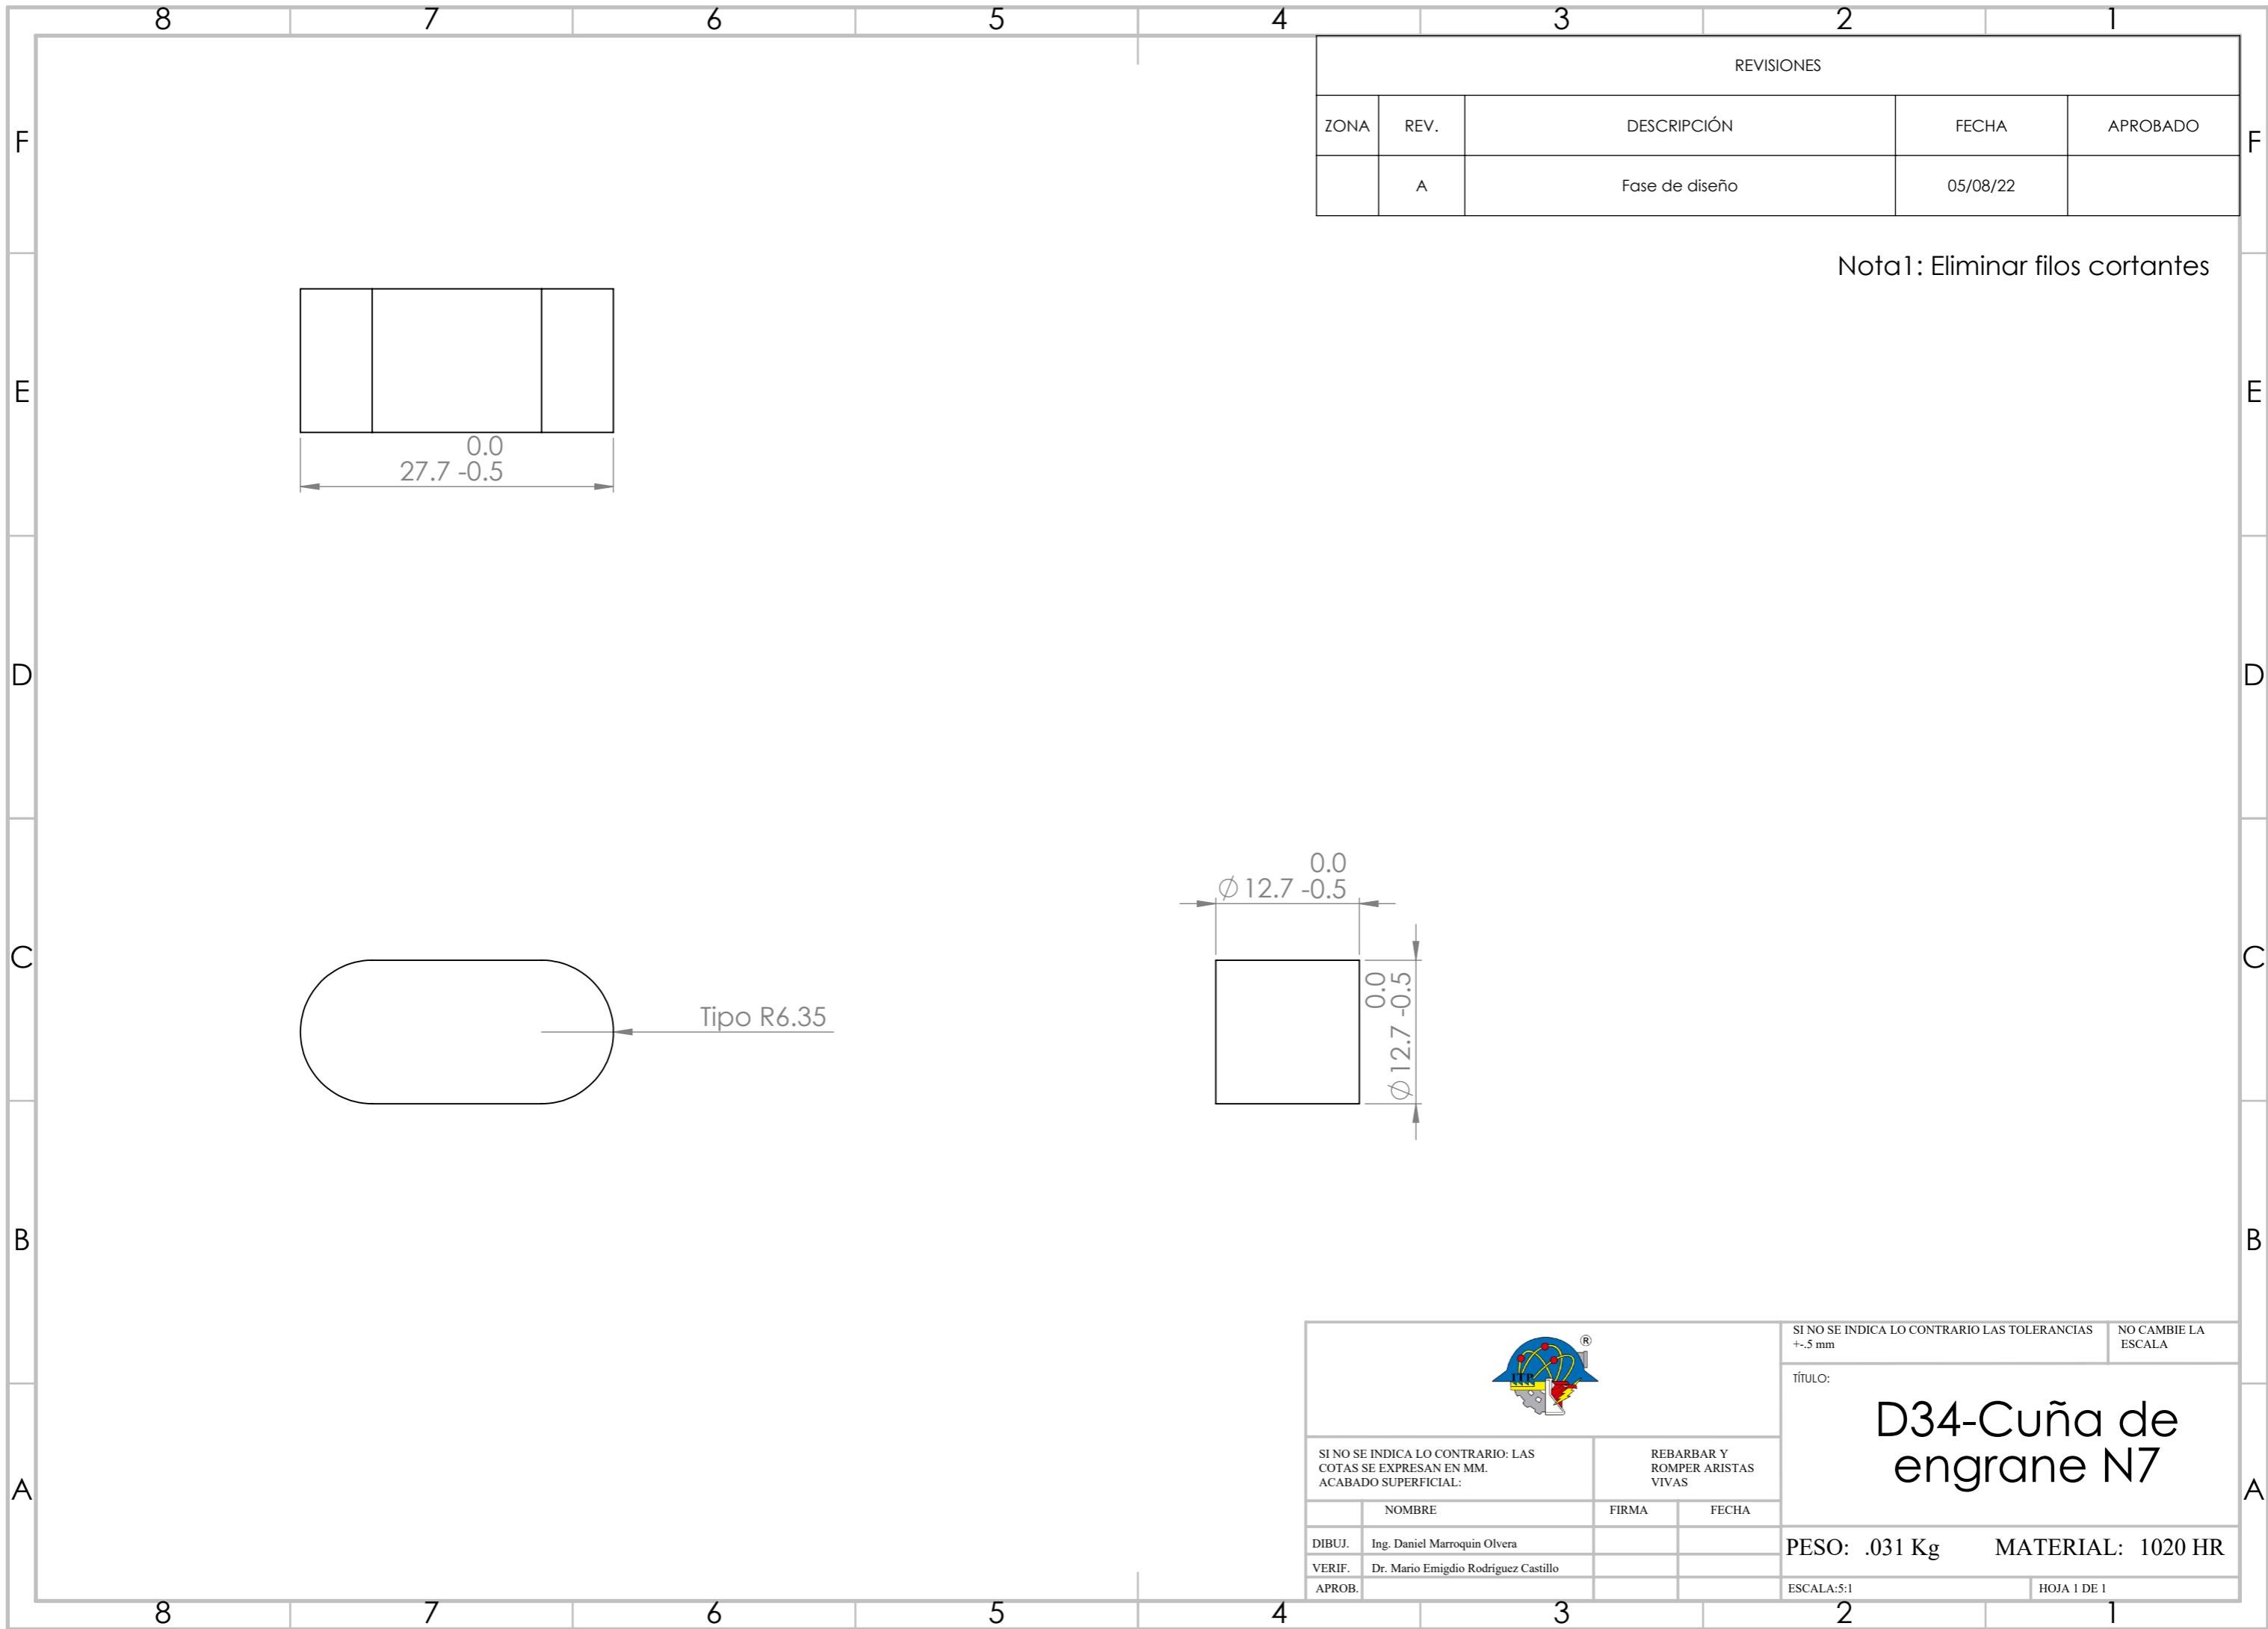 8 7 6 5 4 3 2 1
REVISIONES
ZONA REV. DESCRIPCIÓN FECHA APROBADO
A Fase de diseño 05/08/22
F F
Nota1: Eliminar filos cortantes
E E
0.0
27.7 -0.5
D D
0.0
∅ 12.7 -0.5
C C
Tipo R6.35
0.0
∅ 12.7 -0.5
B B
®
ITP
SI NO SE INDICA LO CONTRARIO LAS TOLERANCIAS
+-.5 mm
NO CAMBIE LA
ESCALA
TÍTULO:
D34-Cuña de
engrane N7
SI NO SE INDICA LO CONTRARIO: LAS
COTAS SE EXPRESAN EN MM.
ACABADO SUPERFICIAL:
REBARBAR Y
ROMPER ARISTAS
VIVAS
A A
NOMBRE FIRMA FECHA
DIBUJ. Ing. Daniel Marroquin Olvera
VERIF. Dr. Mario Emigdio Rodríguez Castillo
APROB.
PESO: .031 Kg MATERIAL: 1020 HR
ESCALA:5:1 HOJA 1 DE 1
8 7 6 5 4 3 2 1